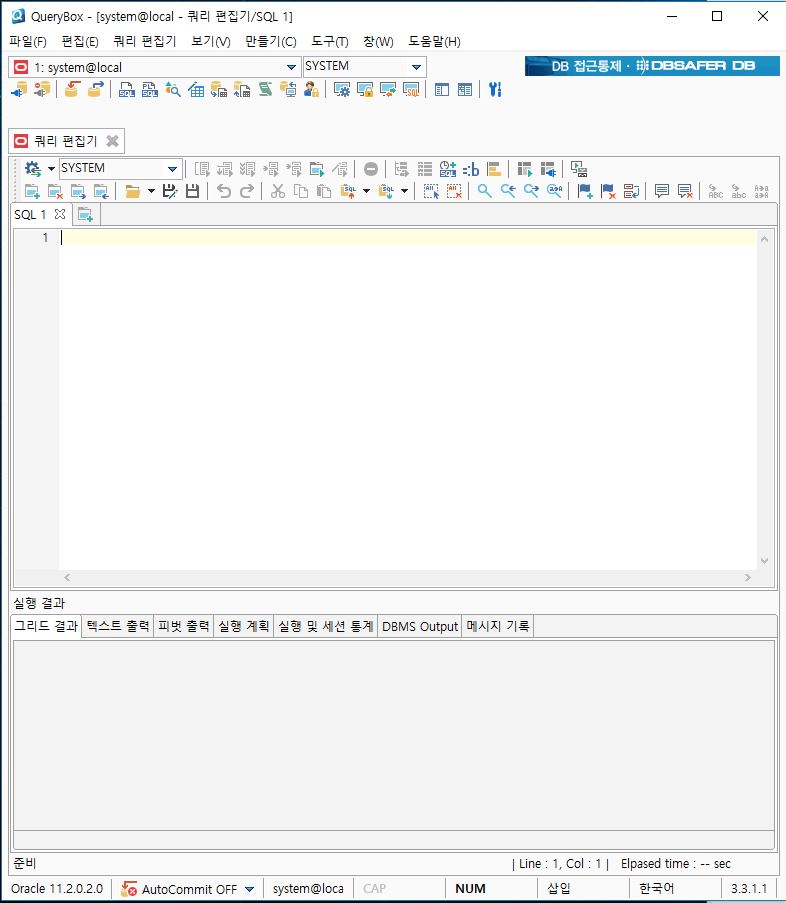 QueryBox - [system@local - 쿼리 편집기/SQL 1]
파일(F) 편집(E) 쿼리 편집기 보기(V) 만들기(C) 도구(T) 창(W) 도움말(H)
1: system@local SYSTEM DB 접근통제 · DBSAFER DB
쿼리 편집기
SYSTEM
SQL 1
1
실행 결과
그리드 결과 텍스트 출력 피벗 출력 실행 계획 실행 및 세션 통계 DBMS Output 메시지 기록
준비 | Line : 1, Col : 1 | Elpased time : -- sec
Oracle 11.2.0.2.0 AutoCommit OFF system@loca CAP NUM 삽입 한국어 3.3.1.1